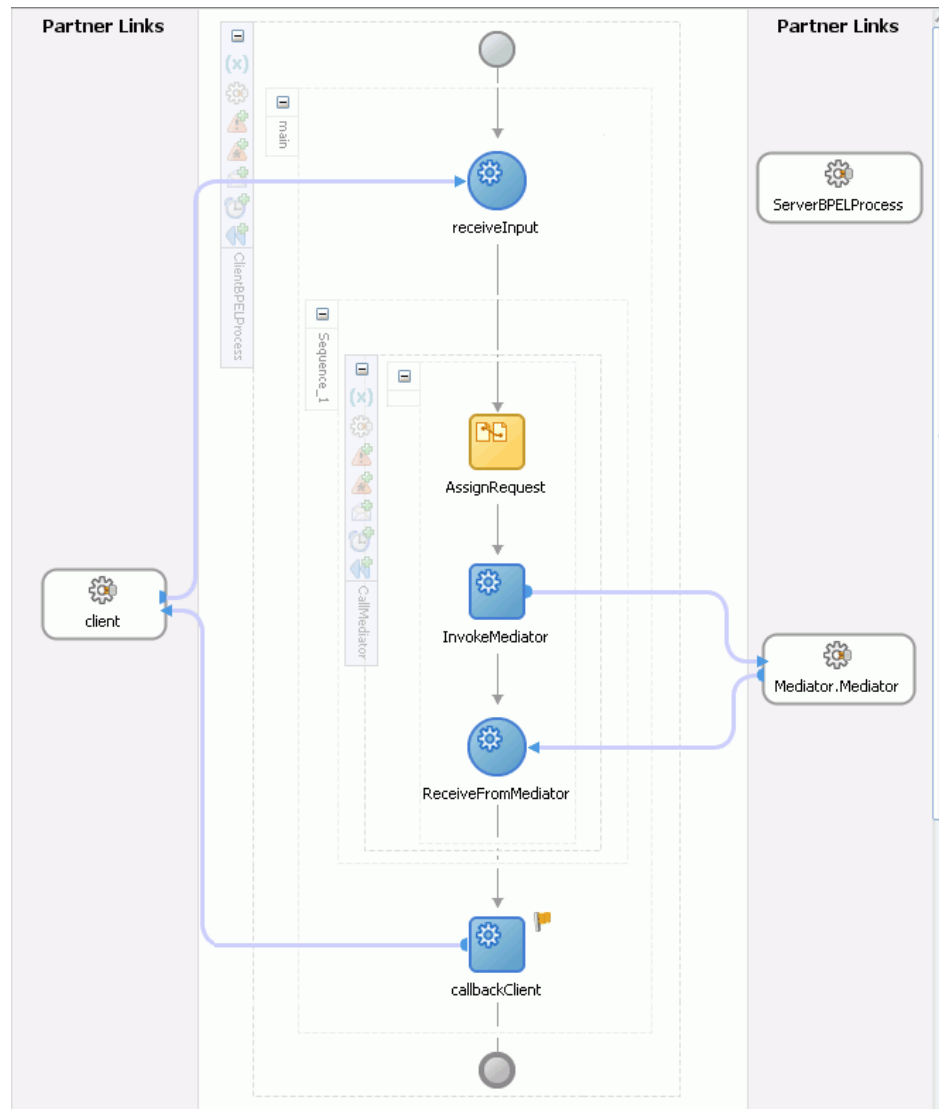 Partner Links
Partner Links
(x)
main
receiveInput
ServerBPELProcess
ClientBPELProcess
Sequence_1
(x)
AssignRequest
CallMediator
client
InvokeMediator
Mediator.Mediator
ReceiveFromMediator
callbackClient